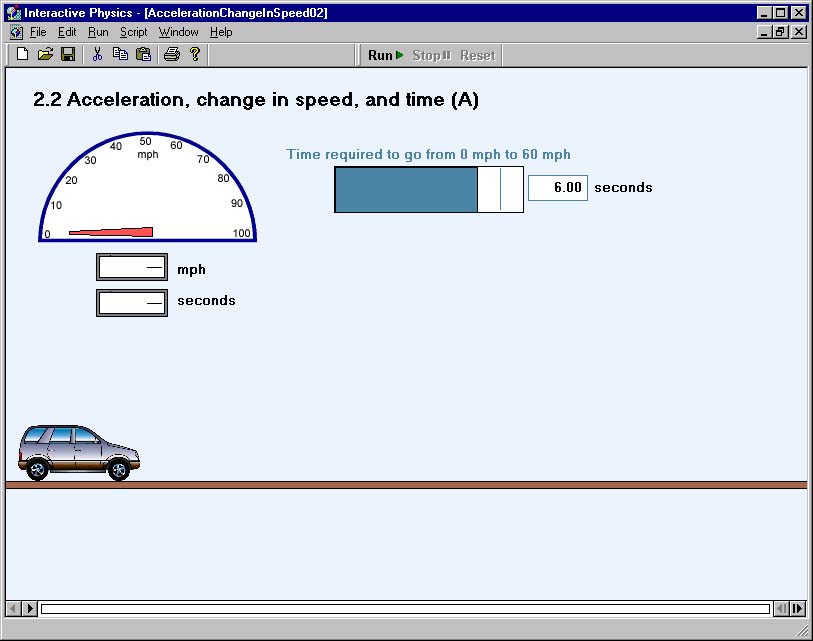 Interactive Physics - [AccelerationChangeInSpeed02]
File Edit Run Script Window Help
Run Stop Reset
2.2 Acceleration, change in speed, and time (A)
Time required to go from 0 mph to 60 mph
6.00 seconds
0 10 20 30 40 50 60 70 80 90 100
mph
— mph
— seconds